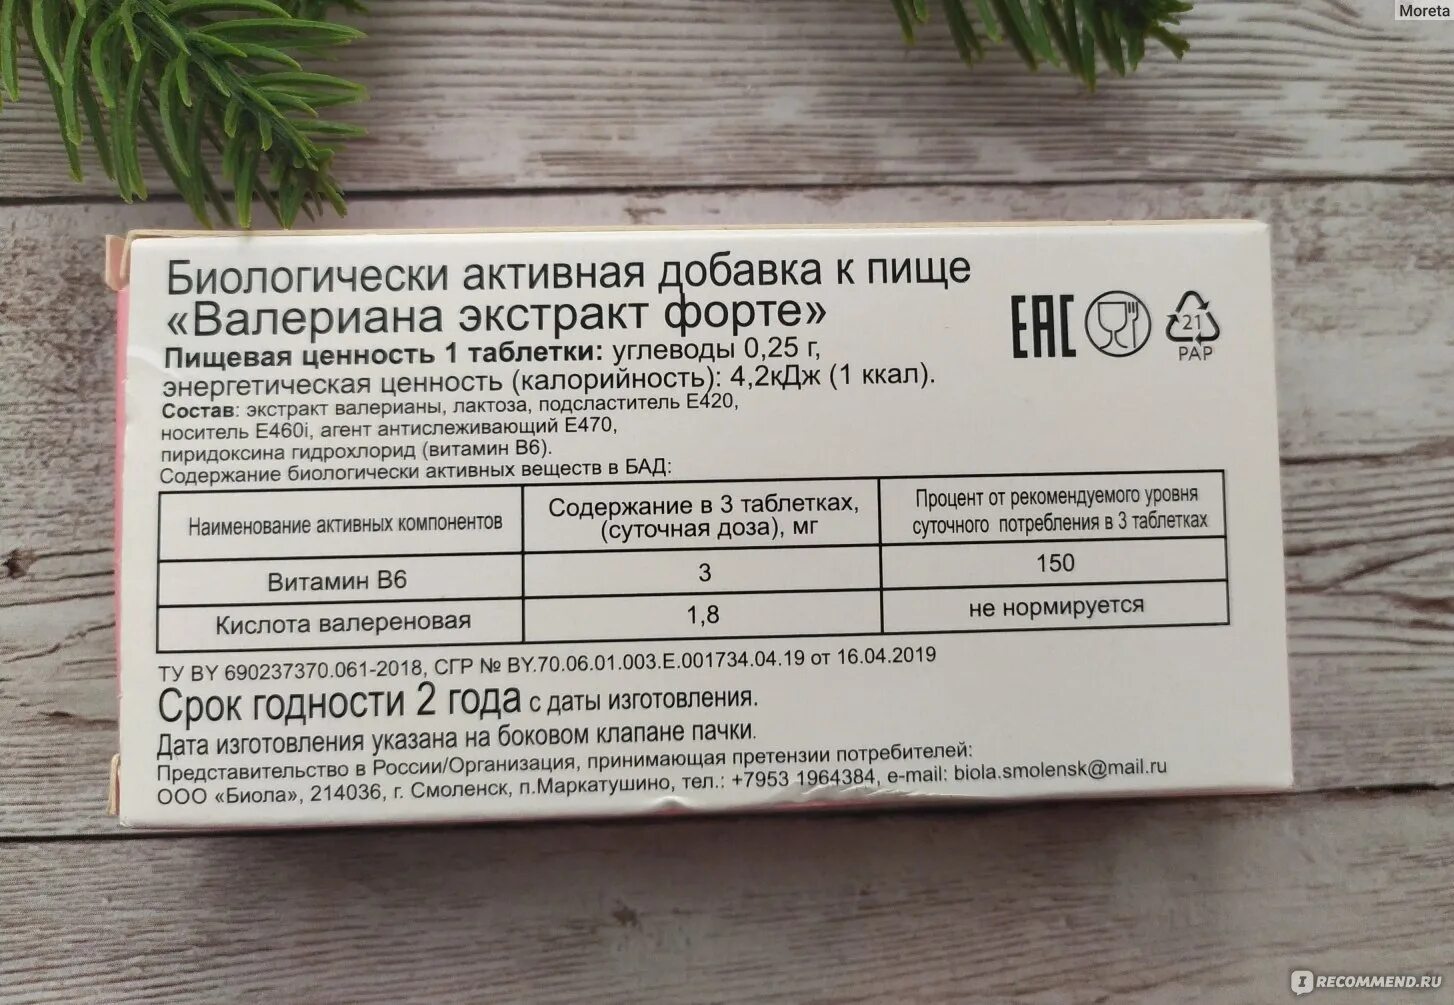 Moreta
Биологически активная добавка к пище
«Валериана экстракт форте»
Пищевая ценность 1 таблетки: углеводы 0,25 г,
энергетическая ценность (калорийность): 4,2кДж (1 ккал).
EAC
21
PAP
Состав: экстракт валерианы, лактоза, подсластитель Е420,
носитель Е460i, агент антислеживающий Е470,
пиридоксина гидрохлорид (витамин В6).
Содержание биологически активных веществ в БАД:
Наименование активных компонентов
Содержание в 3 таблетках,
(суточная доза), мг
Процент от рекомендуемого уровня
суточного потребления в 3 таблетках
Витамин В6 3 150
Кислота валереновая 1,8 не нормируется
ТУ BY 690237370.061-2018, СГР № BY.70.06.01.003.Е.001734.04.19 от 16.04.2019
Срок годности 2 года с даты изготовления.
Дата изготовления указана на боковом клапане пачки.
Представительство в России/Организация, принимающая претензии потребителей:
ООО «Биола», 214036, г. Смоленск, п.Маркатушино, тел.: +7953 1964384, e-mail: biola.smolensk@mail.ru
IRECOMMEND.RU